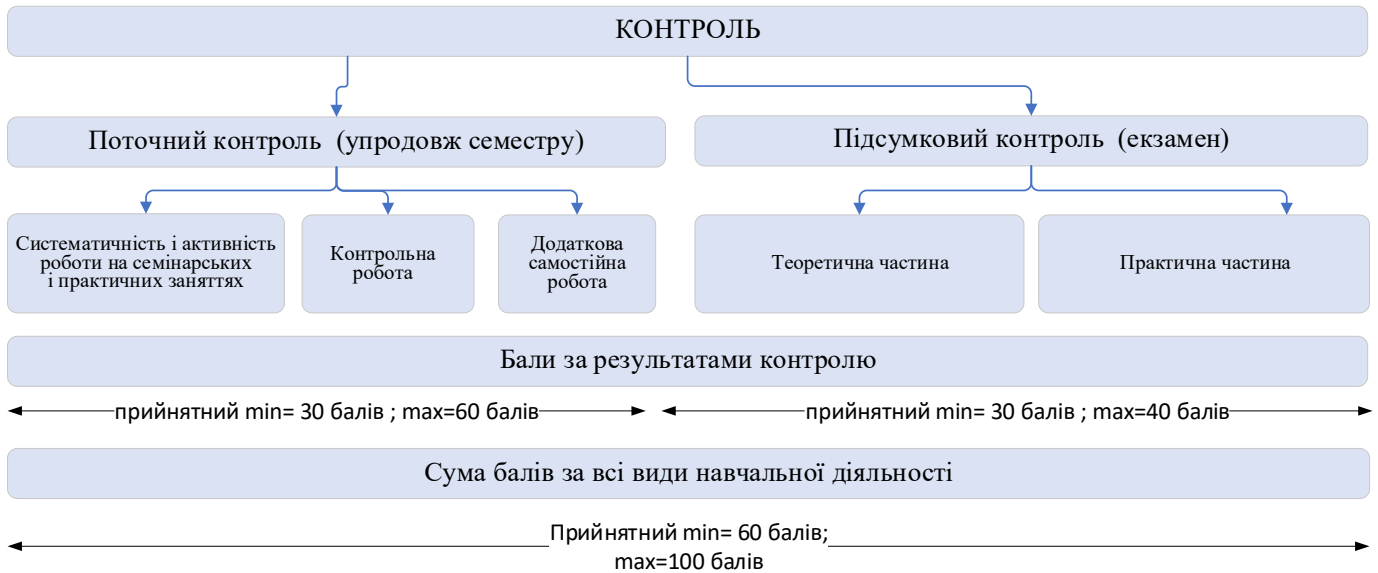 КОНТРОЛЬ
Поточний контроль (упродовж семестру)
Підсумковий контроль (екзамен)
Систематичність і активність
роботи на семінарських
і практичних заняттях
Контрольна
робота
Додаткова
самостійна
робота
Теоретична частина
Практична частина
Бали за результатами контролю
прийнятний min= 30 балів ; max=60 балів
прийнятний min= 30 балів ; max=40 балів
Сума балів за всі види навчальної діяльності
Прийнятний min= 60 балів;
max=100 балів